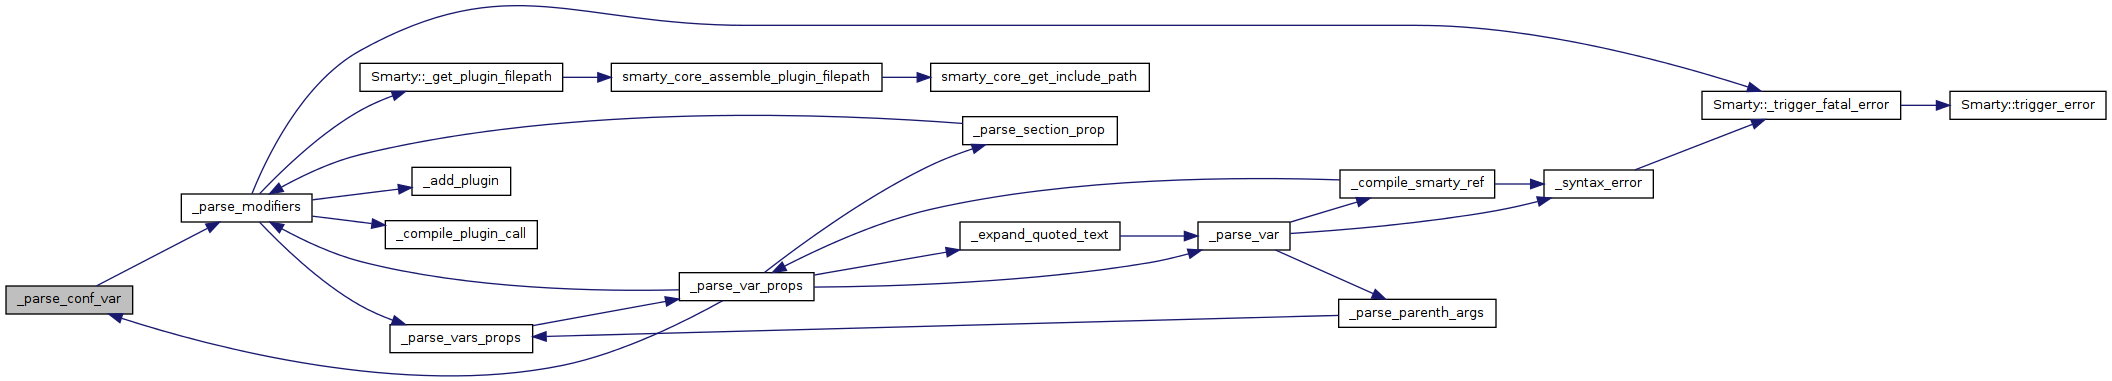 _parse_conf_var
_parse_modifiers
Smarty::_get_plugin_filepath
_add_plugin
_compile_plugin_call
_parse_vars_props
smarty_core_assemble_plugin_filepath
_parse_var_props
smarty_core_get_include_path
_parse_section_prop
_expand_quoted_text
_parse_var
_compile_smarty_ref
_parse_parenth_args
_syntax_error
Smarty::_trigger_fatal_error
Smarty::trigger_error